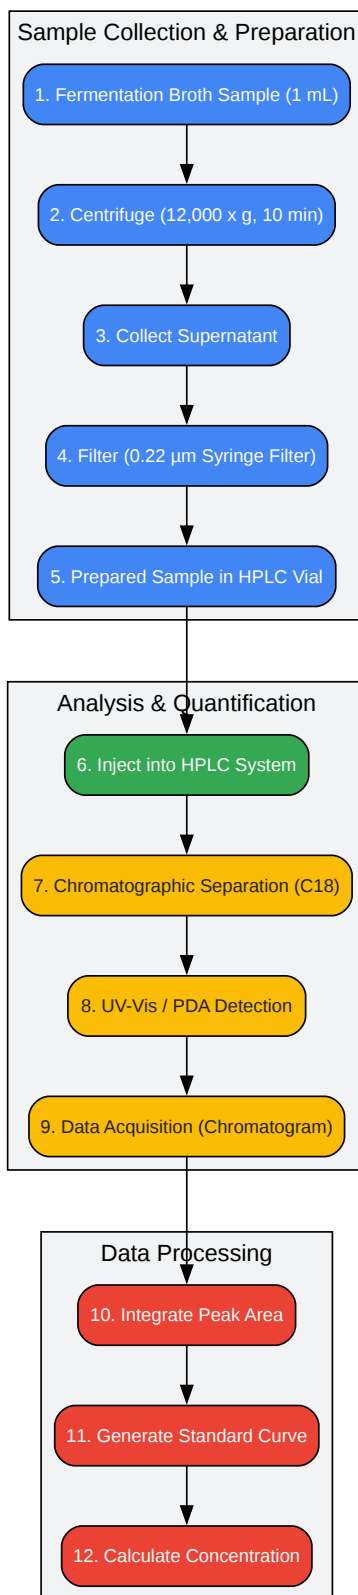 Sample Collection & Preparation
1. Fermentation Broth Sample (1 mL)
2. Centrifuge (12,000 x g, 10 min)
3. Collect Supernatant
4. Filter (0.22 µm Syringe Filter)
5. Prepared Sample in HPLC Vial
Analysis & Quantification
6. Inject into HPLC System
7. Chromatographic Separation (C18)
8. UV-Vis / PDA Detection
9. Data Acquisition (Chromatogram)
Data Processing
10. Integrate Peak Area
11. Generate Standard Curve
12. Calculate Concentration